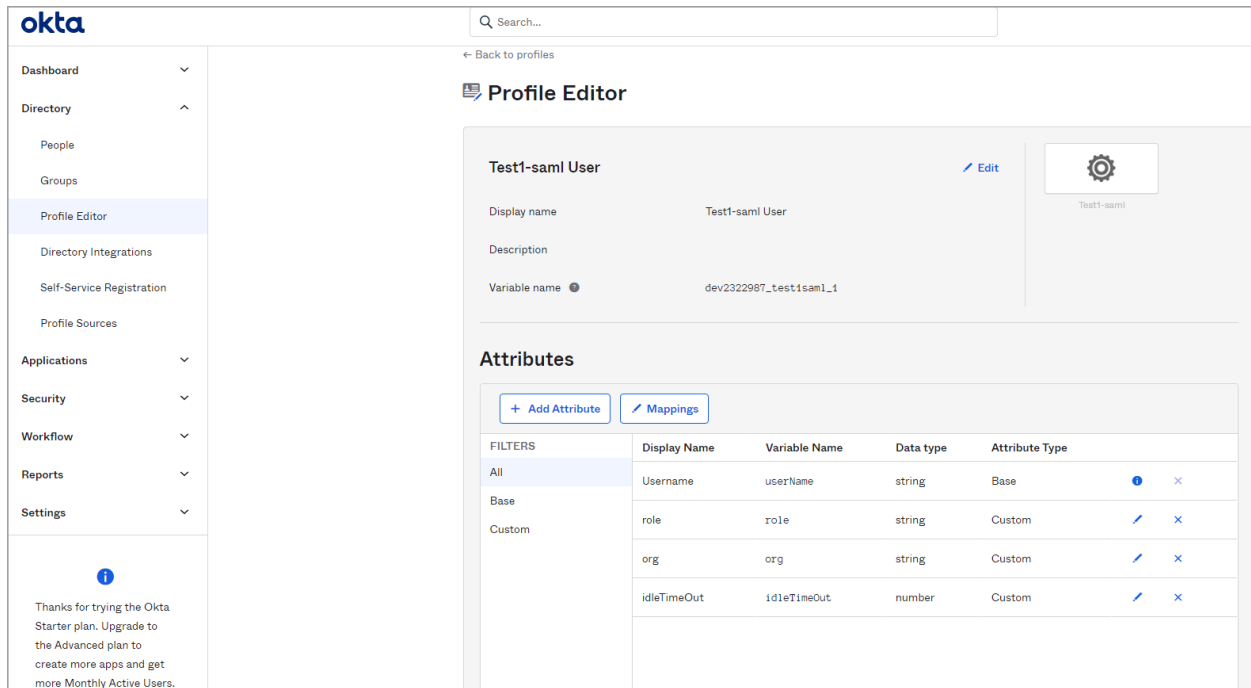 okta
Search...
Dashboard
Directory
People
Groups
Profile Editor
Directory Integrations
Self-Service Registration
Profile Sources
Applications
Security
Workflow
Reports
Settings
Thanks for trying the Okta
Starter plan. Upgrade to
the Advanced plan to
create more apps and get
more Monthly Active Users.
← Back to profiles
Profile Editor
Test1-saml User
Edit
Display name Test1-saml User
Description
Variable name dev2322987_test1saml_1
Test1-saml
Attributes
+ Add Attribute Mappings
FILTERS
All
Base
Custom
Display Name Variable Name Data type Attribute Type
Username userName string Base
role role string Custom
org org string Custom
idleTimeOut idleTimeOut number Custom